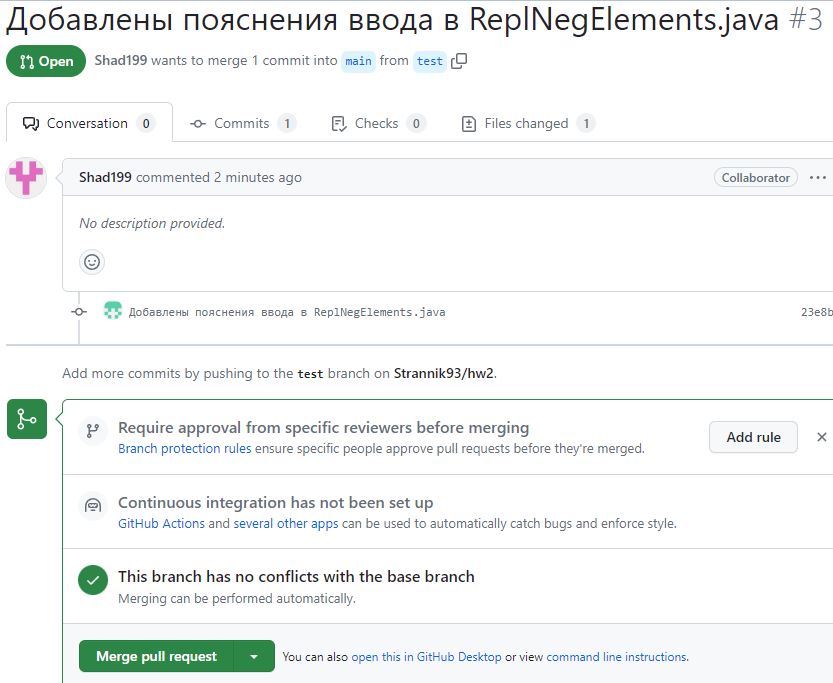 Добавлены пояснения ввода в ReplNegElements.java #3
Open Shad199 wants to merge 1 commit into main from test
Conversation 0 Commits 1 Checks 0 Files changed 1
Shad199 commented 2 minutes ago Collaborator ...
No description provided.
Добавлены пояснения ввода в ReplNegElements.java 23e8b
Add more commits by pushing to the test branch on Strannik93/hw2.
Require approval from specific reviewers before merging
Branch protection rules ensure specific people approve pull requests before they're merged.
Add rule
Continuous integration has not been set up
GitHub Actions and several other apps can be used to automatically catch bugs and enforce style.
This branch has no conflicts with the base branch
Merging can be performed automatically.
Merge pull request You can also open this in GitHub Desktop or view command line instructions.